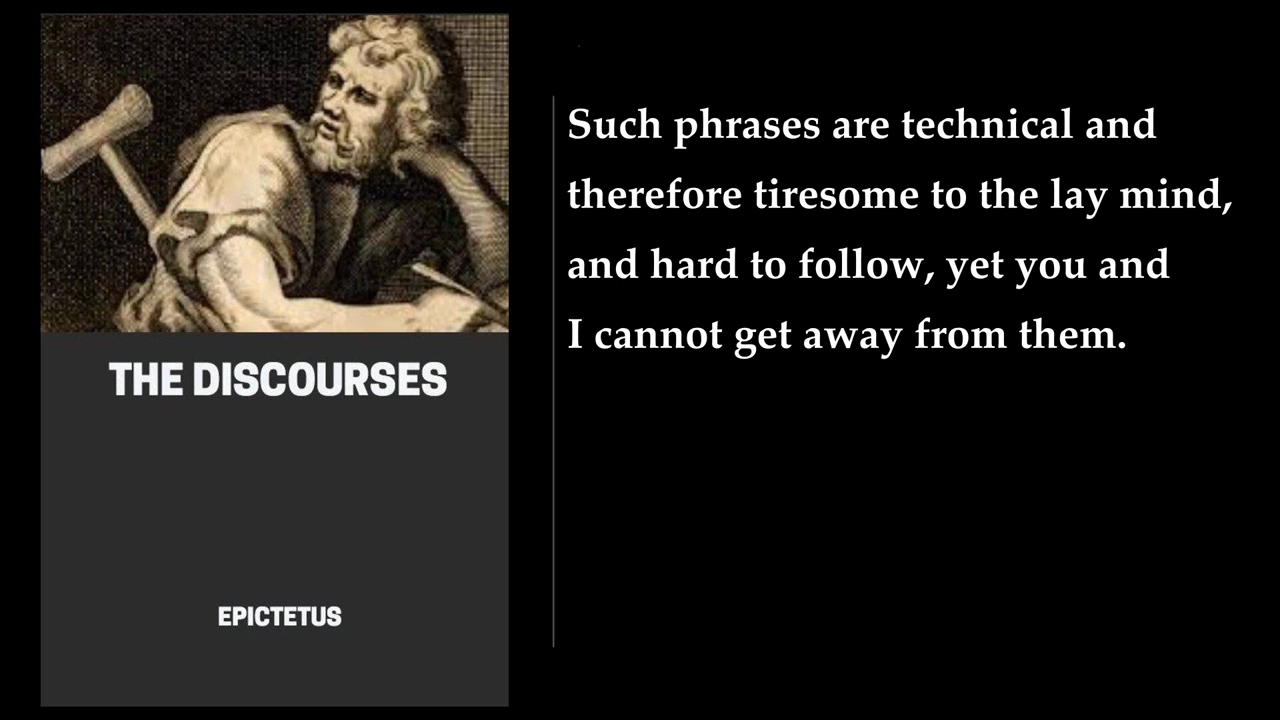 THE DISCOURSES
EPICTETUS
Such phrases are technical and
therefore tiresome to the lay mind,
and hard to follow, yet you and
I cannot get away from them.